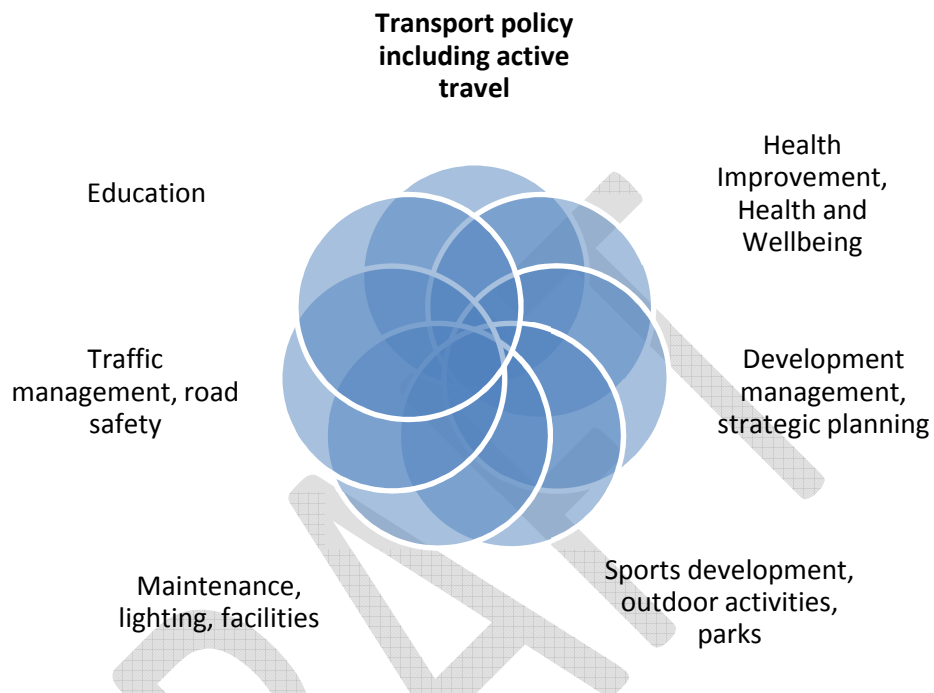 Transport policy
including active
travel
Health
Improvement,
Health and
Wellbeing
Education
Development
management,
strategic planning
Traffic
management, road
safety
Sports development,
outdoor activities,
parks
Maintenance,
lighting, facilities